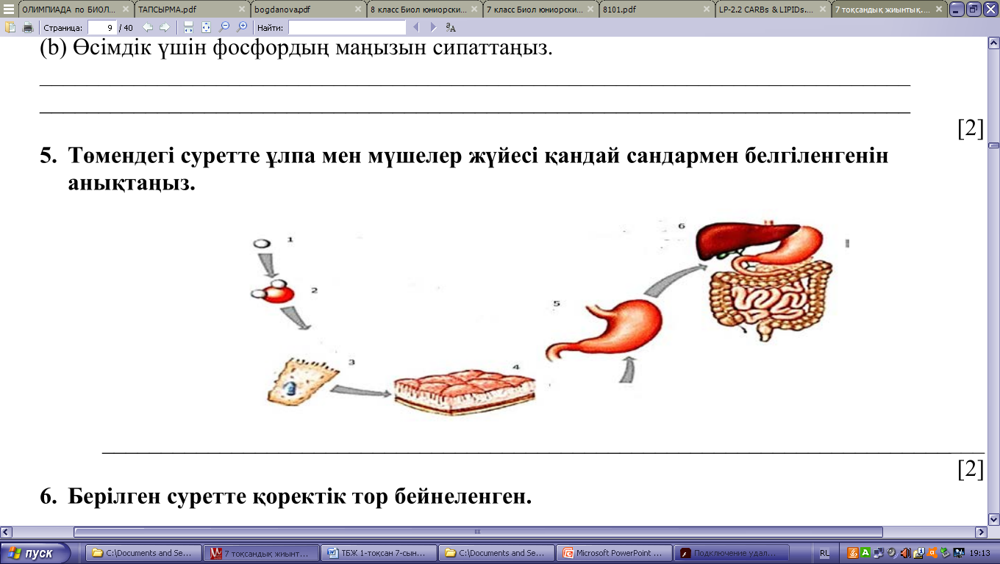 ОЛИМПИАДА по БИОЛ...
ТАПСЫРМА.pdf
bogdanova.pdf
8 класс Биол юниорски...
7 класс Биол юниорски...
8101.pdf
LP-2.2 CARBs & LIPIDs....
7 тоқсандық жиынтық....
Страница: 9 / 40
Найти:
(b) Өсімдік үшін фосфордың маңызын сипаттаңыз.
[2]
5. Төмендегі суретте ұлпа мен мүшелер жүйесі қандай сандармен белгіленгенін
анықтаңыз.
1
2
3
4
5
6
[2]
6. Берілген суретте қоректік тор бейнеленген.
пуск
C:\Documents and Se...
7 тоқсандық жиынт...
ТБЖ 1-тоқсан 7-сын...
C:\Documents and Se...
Microsoft PowerPoint ...
Подключение удал...
RL
19:13